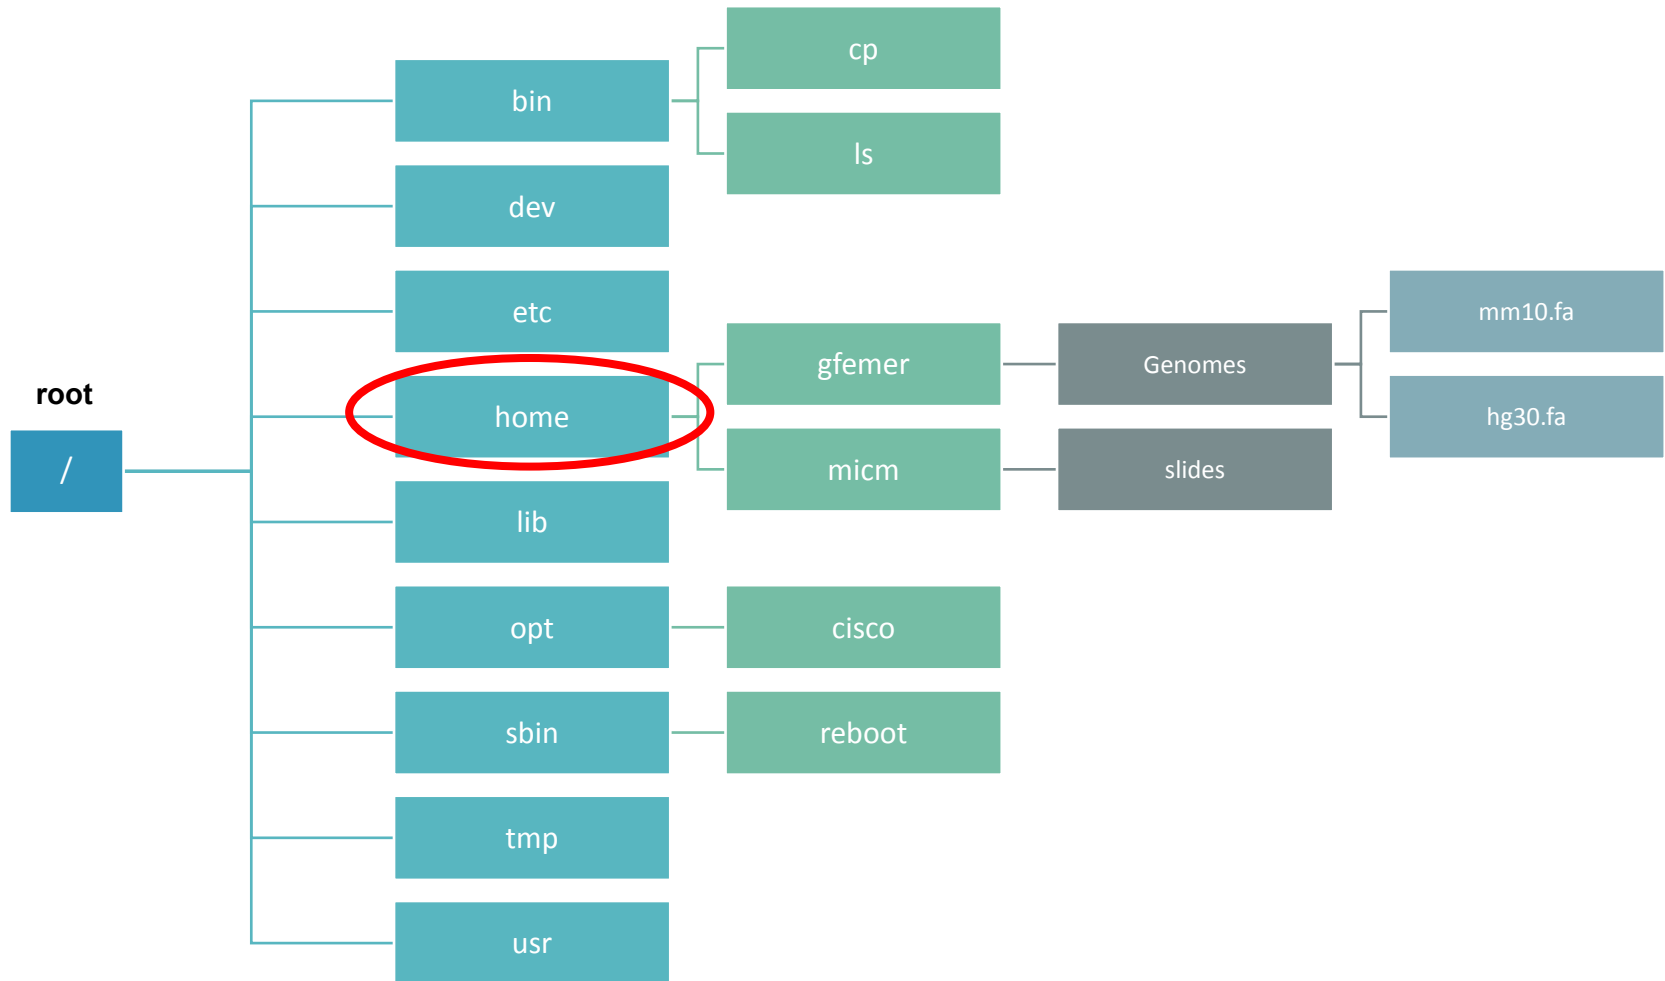 root
/
bin
cp
ls
dev
etc
home
gfemer
Genomes
mm10.fa
hg30.fa
micm
slides
lib
opt
cisco
sbin
reboot
tmp
usr